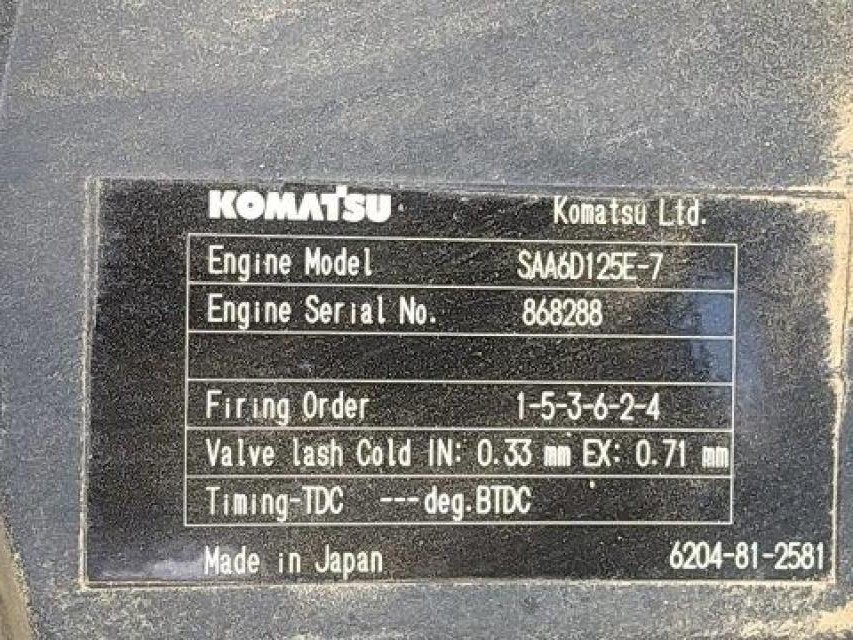 KOMATSU Komatsu Ltd.
Engine Model SAA6D125E-7
Engine Serial No. 868288
Firing Order 1-5-3-6-2-4
Valve lash Cold IN: 0.33 mm EX: 0.71 mm
Timing-TDC ---deg.BTDC
Made in Japan 6204-81-2581